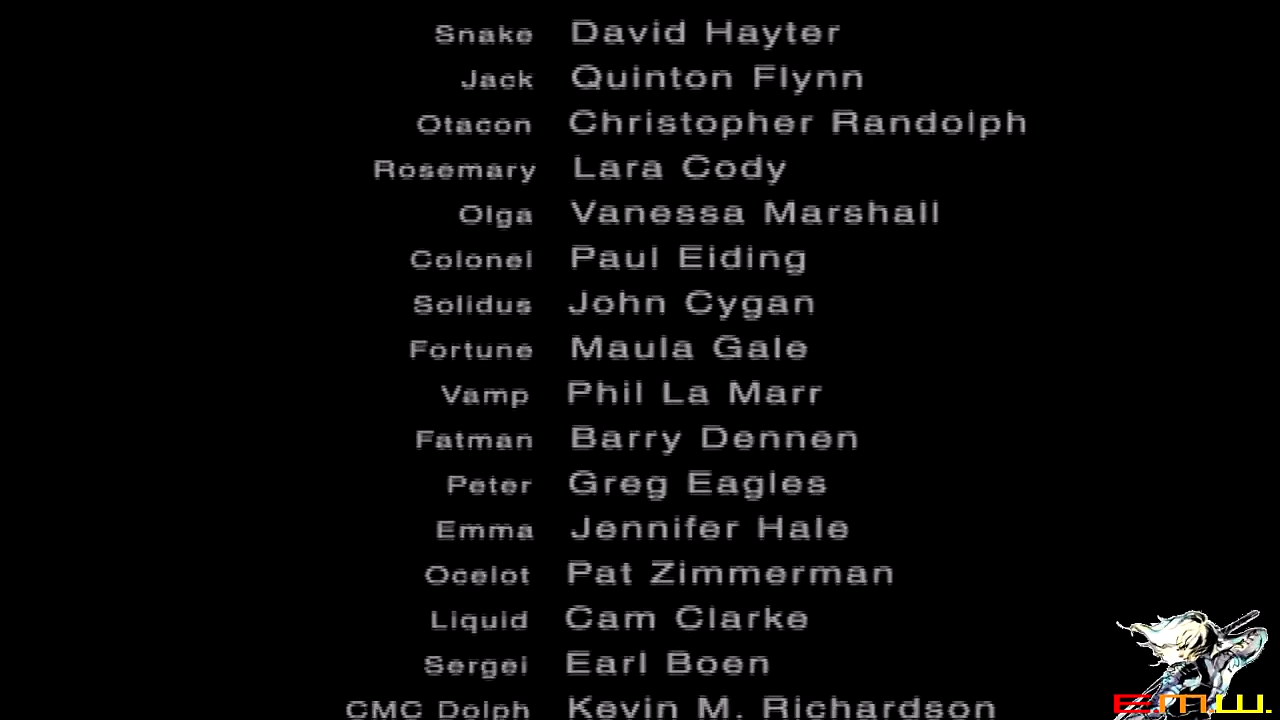 Snake David Hayter
Jack Quinton Flynn
Otacon Christopher Randolph
Rosemary Lara Cody
Olga Vanessa Marshall
Colonel Paul Eiding
Solidus John Cygan
Fortune Maula Gale
Vamp Phil La Marr
Fatman Barry Dennen
Peter Greg Eagles
Emma Jennifer Hale
Ocelot Pat Zimmerman
Liquid Cam Clarke
Sergei Earl Boen
CMC Dolph Kevin M. Richardson
E.M.W.